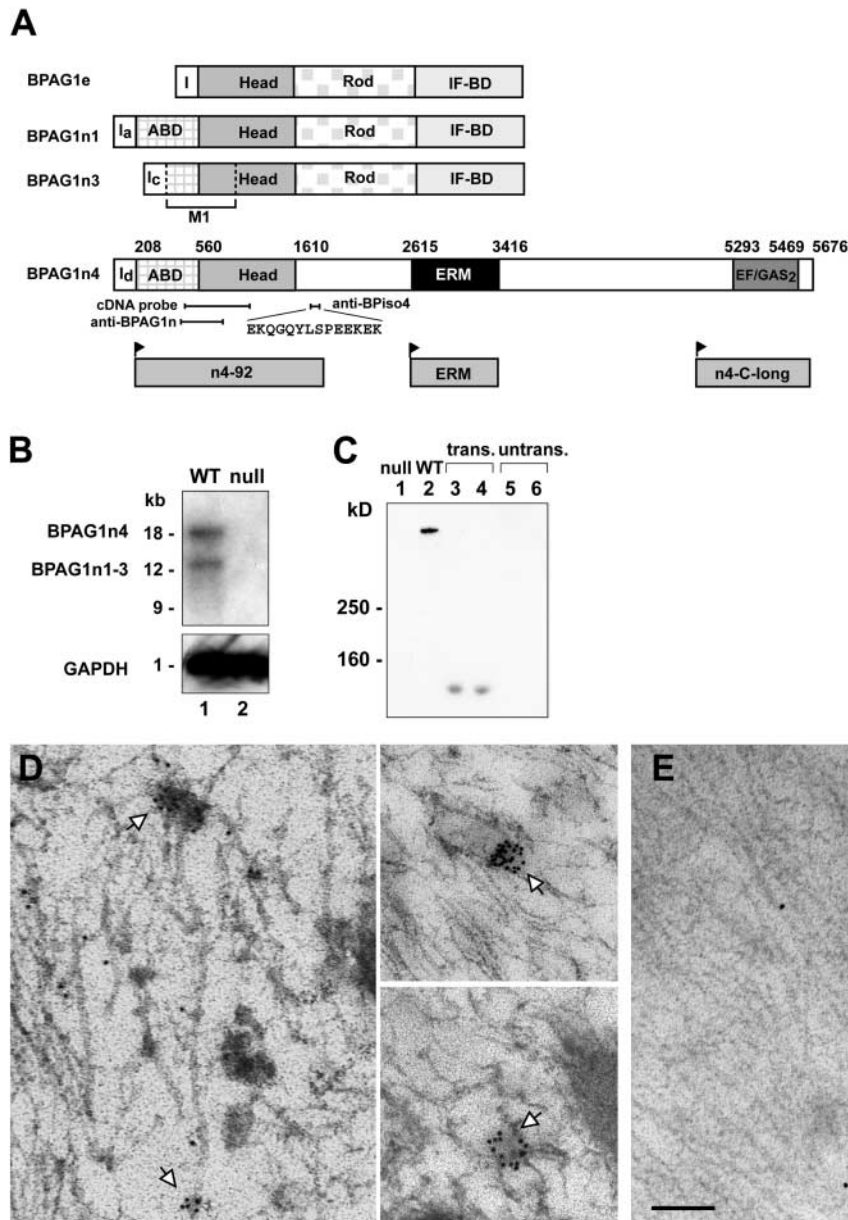 A
BPAG1e I Head Rod IF-BD
BPAG1n1 Ia ABD Head Rod IF-BD
BPAG1n3 Ic Head Rod IF-BD
M1
208 560 1610 2615 3416 5293 5469 5676
BPAG1n4 Id ABD Head ERM EF/GAS2
cDNA probe anti-BPiso4
anti-BPAG1n EKQGQYLSPEEKEK
n4-92 ERM n4-C-long
B
WT null
kb
BPAG1n4 18 -
BPAG1n1-3 12 -
9 -
GAPDH 1 -
1 2
C
trans. untrans.
null WT
1 2 3 4 5 6
kD
250 -
160 -
D
E